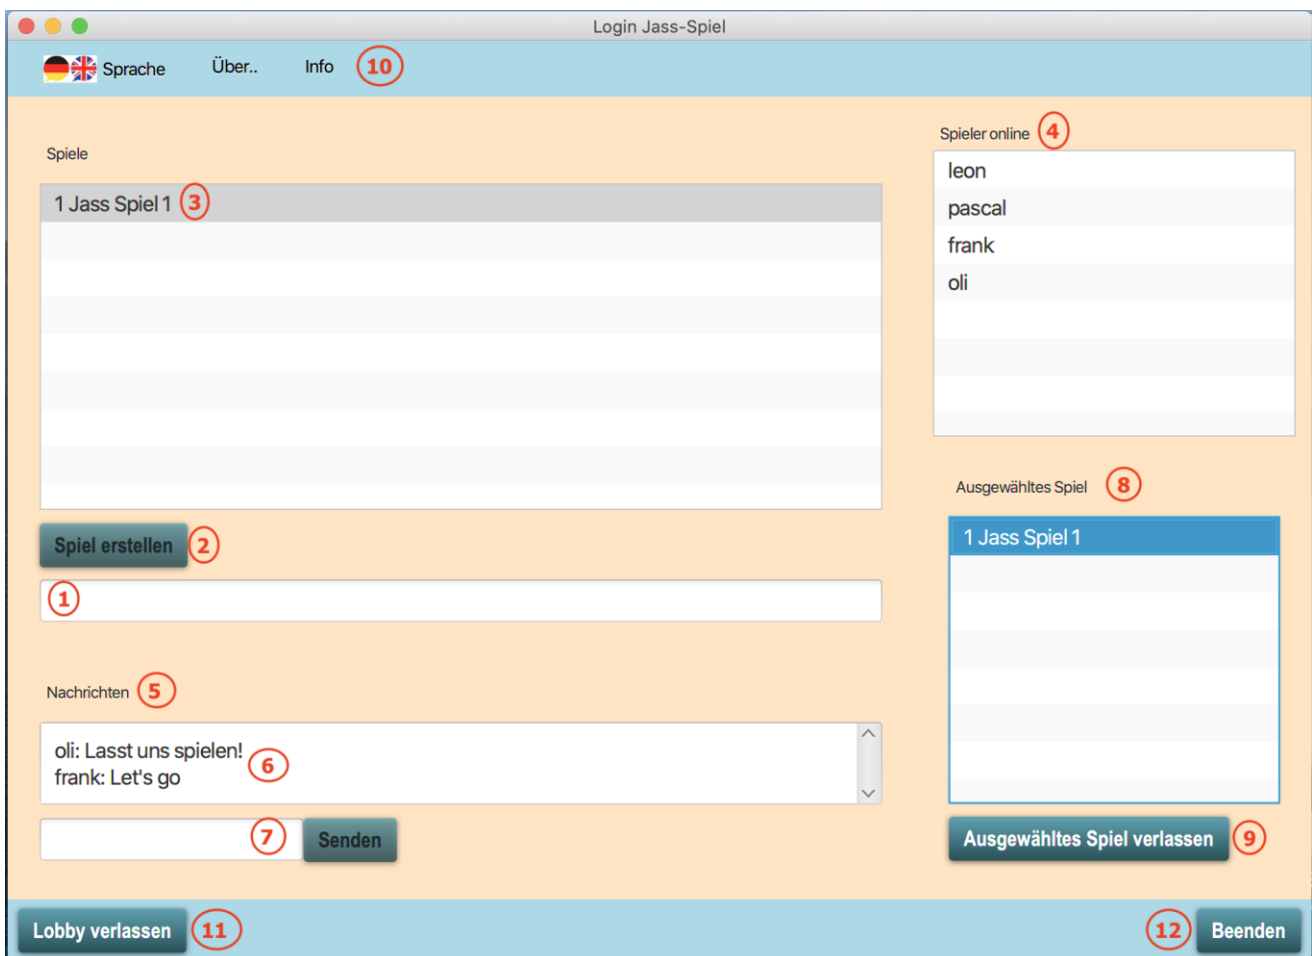 Login Jass-Spiel
Sprache Über.. Info 10
Spieler online 4
Spiele
leon
pascal
frank
oli
1 Jass Spiel 1 3
Ausgewähltes Spiel 8
1 Jass Spiel 1
Spiel erstellen 2
1
Nachrichten 5
oli: Lasst uns spielen!
frank: Let's go
6
7 Senden
Ausgewähltes Spiel verlassen 9
Lobby verlassen 11
12 Beenden